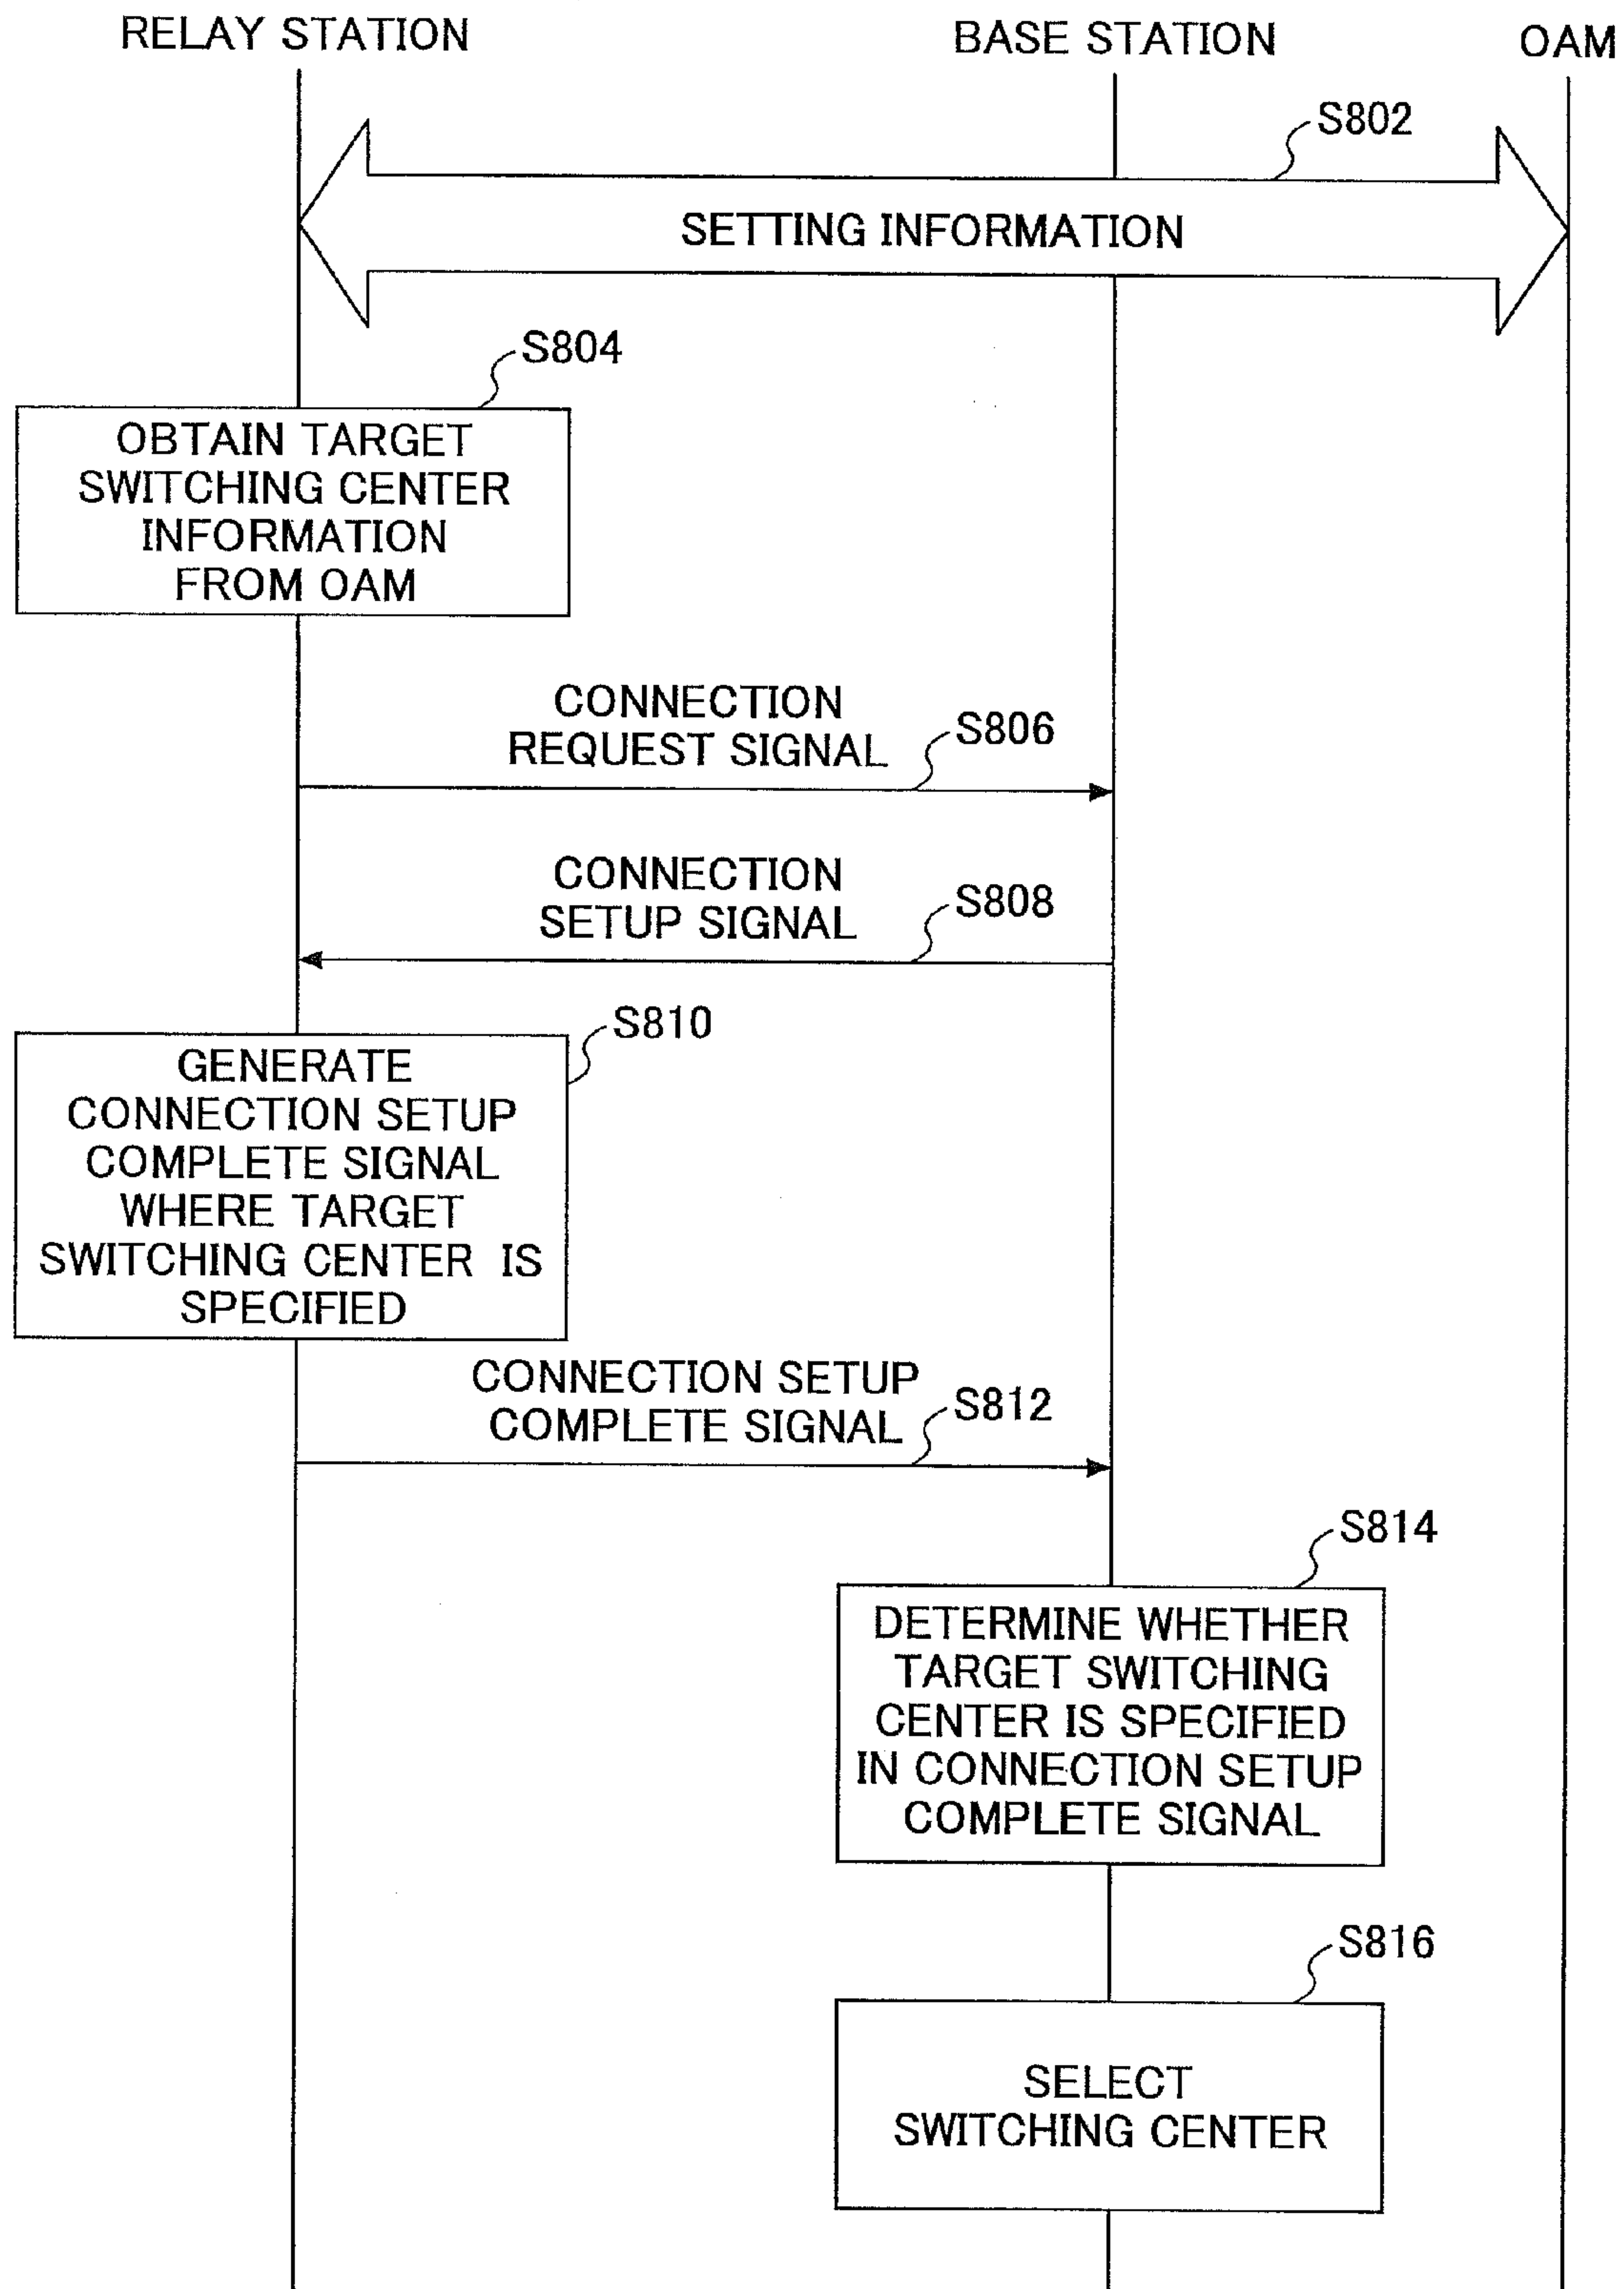 RELAY STATION
BASE STATION
OAM
S802
SETTING INFORMATION
S804
OBTAIN TARGET
SWITCHING CENTER
INFORMATION
FROM OAM
CONNECTION
REQUEST SIGNAL
S806
CONNECTION
SETUP SIGNAL
S808
S810
GENERATE
CONNECTION SETUP
COMPLETE SIGNAL
WHERE TARGET
SWITCHING CENTER IS
SPECIFIED
CONNECTION SETUP
COMPLETE SIGNAL
S812
S814
DETERMINE WHETHER
TARGET SWITCHING
CENTER IS SPECIFIED
IN CONNECTION SETUP
COMPLETE SIGNAL
S816
SELECT
SWITCHING CENTER